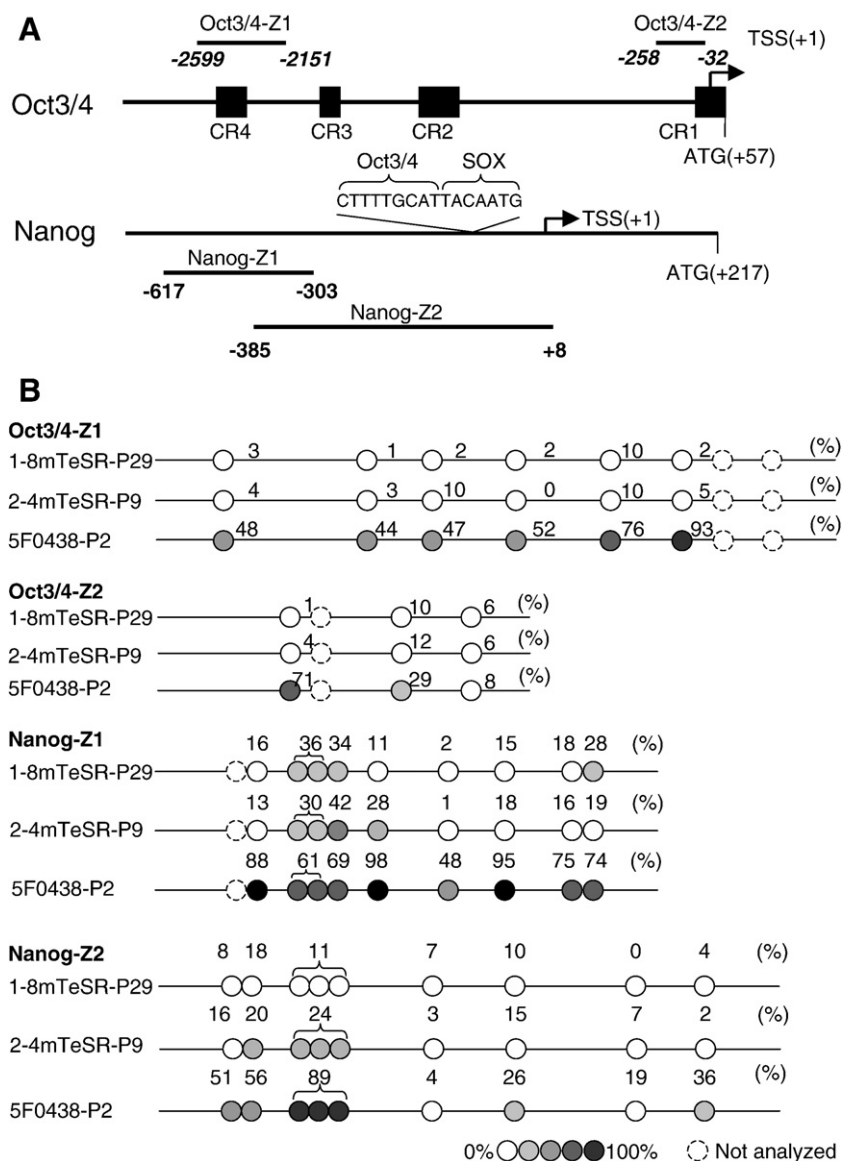 A
Oct3/4-Z1 Oct3/4-Z2
-2599 -2151 -258 -32 TSS(+1)
Oct3/4
CR4 CR3 CR2 CR1
ATG(+57)
Oct3/4 SOX
CTTTTGCATTACAATG
Nanog TSS(+1)
Nanog-Z1 ATG(+217)
-617 -303
Nanog-Z2
-385 +8
B
Oct3/4-Z1
1-8mTeSR-P29 3 1 2 2 10 2 (%)
2-4mTeSR-P9 4 3 10 0 10 5 (%)
5F0438-P2 48 44 47 52 76 93 (%)
Oct3/4-Z2
1-8mTeSR-P29 1 10 6 (%)
2-4mTeSR-P9 4 12 6 (%)
5F0438-P2 71 29 8 (%)
Nanog-Z1
16 36 34 11 2 15 18 28 (%)
1-8mTeSR-P29
13 30 42 28 1 18 16 19 (%)
2-4mTeSR-P9
88 61 69 98 48 95 75 74 (%)
5F0438-P2
Nanog-Z2
8 18 11 7 10 0 4 (%)
1-8mTeSR-P29
16 20 24 3 15 7 2 (%)
2-4mTeSR-P9
51 56 89 4 26 19 36 (%)
5F0438-P2
0% 100% Not analyzed